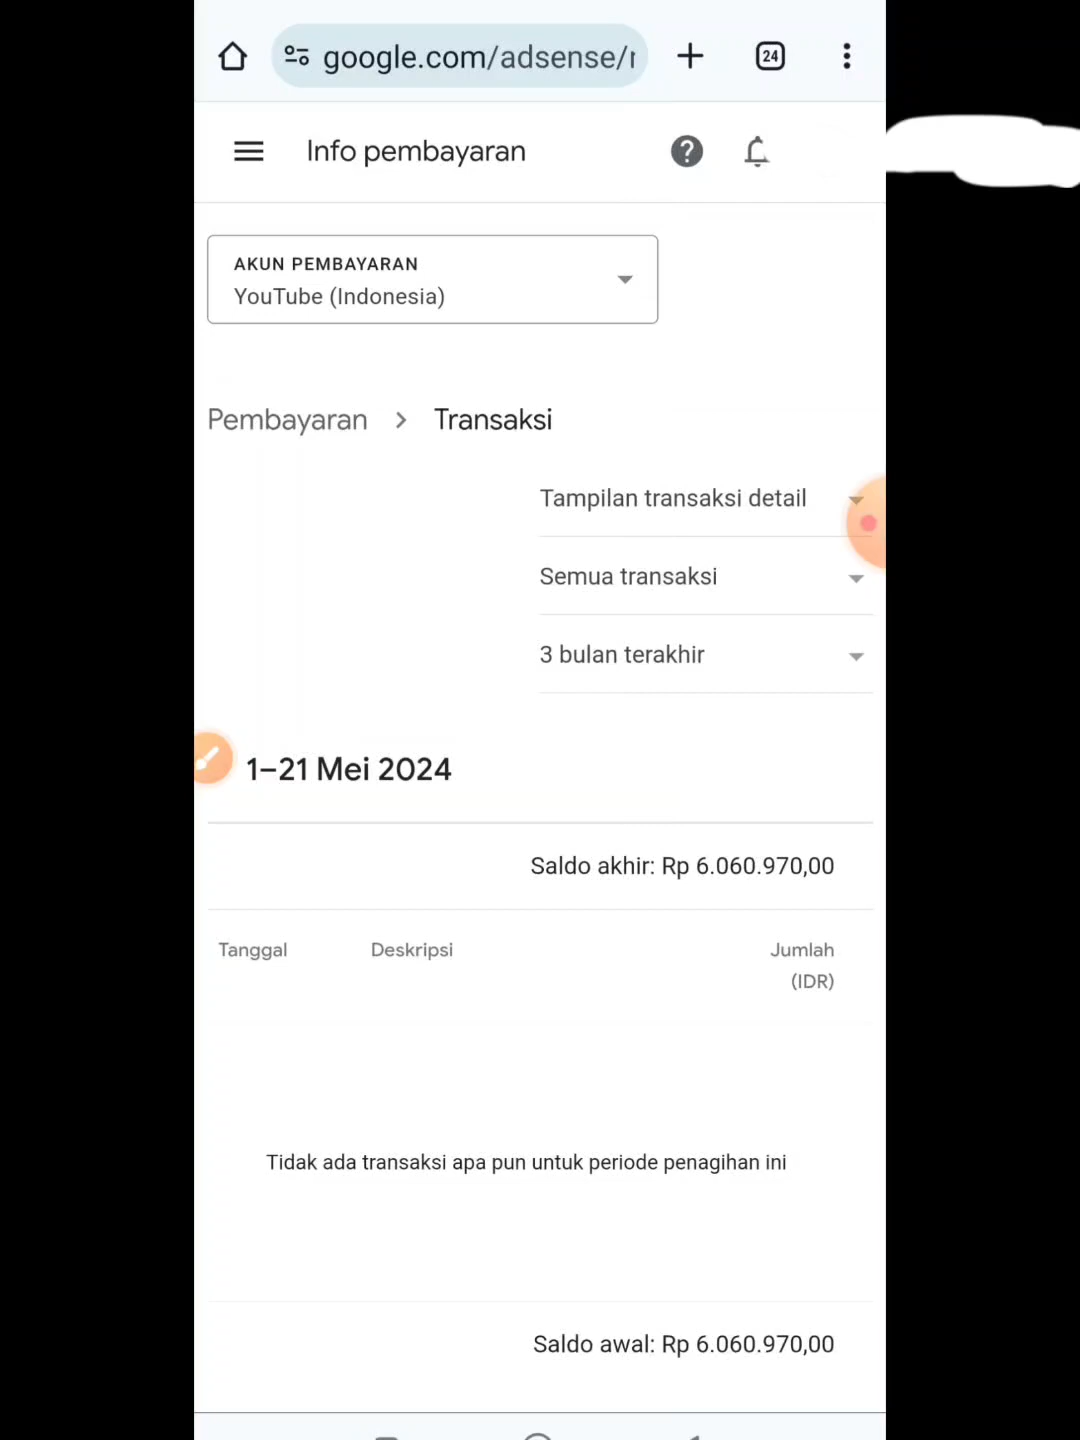 google.com/adsense/r
24
Info pembayaran
AKUN PEMBAYARAN
YouTube (Indonesia)
Pembayaran > Transaksi
Tampilan transaksi detail
Semua transaksi
3 bulan terakhir
1–21 Mei 2024
Saldo akhir: Rp 6.060.970,00
Tanggal Deskripsi Jumlah
(IDR)
Tidak ada transaksi apa pun untuk periode penagihan ini
Saldo awal: Rp 6.060.970,00